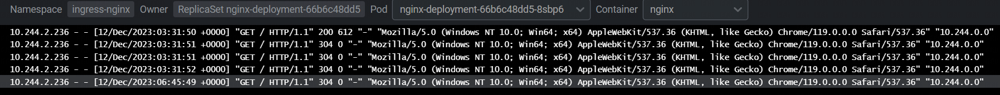 Namespace ingress-nginx Owner ReplicaSet nginx-deployment-66b6c48dd5 Pod nginx-deployment-66b6c48dd5-8sbp6 Container nginx
10.244.2.236 - - [12/Dec/2023:03:31:50 +0000] "GET / HTTP/1.1" 200 612 "-" "Mozilla/5.0 (Windows NT 10.0; Win64; x64) AppleWebKit/537.36 (KHTML, like Gecko) Chrome/119.0.0.0 Safari/537.36" "10.244.0.0"
10.244.2.236 - - [12/Dec/2023:03:31:51 +0000] "GET / HTTP/1.1" 304 0 "-" "Mozilla/5.0 (Windows NT 10.0; Win64; x64) AppleWebKit/537.36 (KHTML, like Gecko) Chrome/119.0.0.0 Safari/537.36" "10.244.0.0"
10.244.2.236 - - [12/Dec/2023:03:31:51 +0000] "GET / HTTP/1.1" 304 0 "-" "Mozilla/5.0 (Windows NT 10.0; Win64; x64) AppleWebKit/537.36 (KHTML, like Gecko) Chrome/119.0.0.0 Safari/537.36" "10.244.0.0"
10.244.2.236 - - [12/Dec/2023:03:31:52 +0000] "GET / HTTP/1.1" 304 0 "-" "Mozilla/5.0 (Windows NT 10.0; Win64; x64) AppleWebKit/537.36 (KHTML, like Gecko) Chrome/119.0.0.0 Safari/537.36" "10.244.0.0"
10.244.2.236 - - [12/Dec/2023:06:45:49 +0000] "GET / HTTP/1.1" 304 0 "-" "Mozilla/5.0 (Windows NT 10.0; Win64; x64) AppleWebKit/537.36 (KHTML, like Gecko) Chrome/119.0.0.0 Safari/537.36" "10.244.0.0"